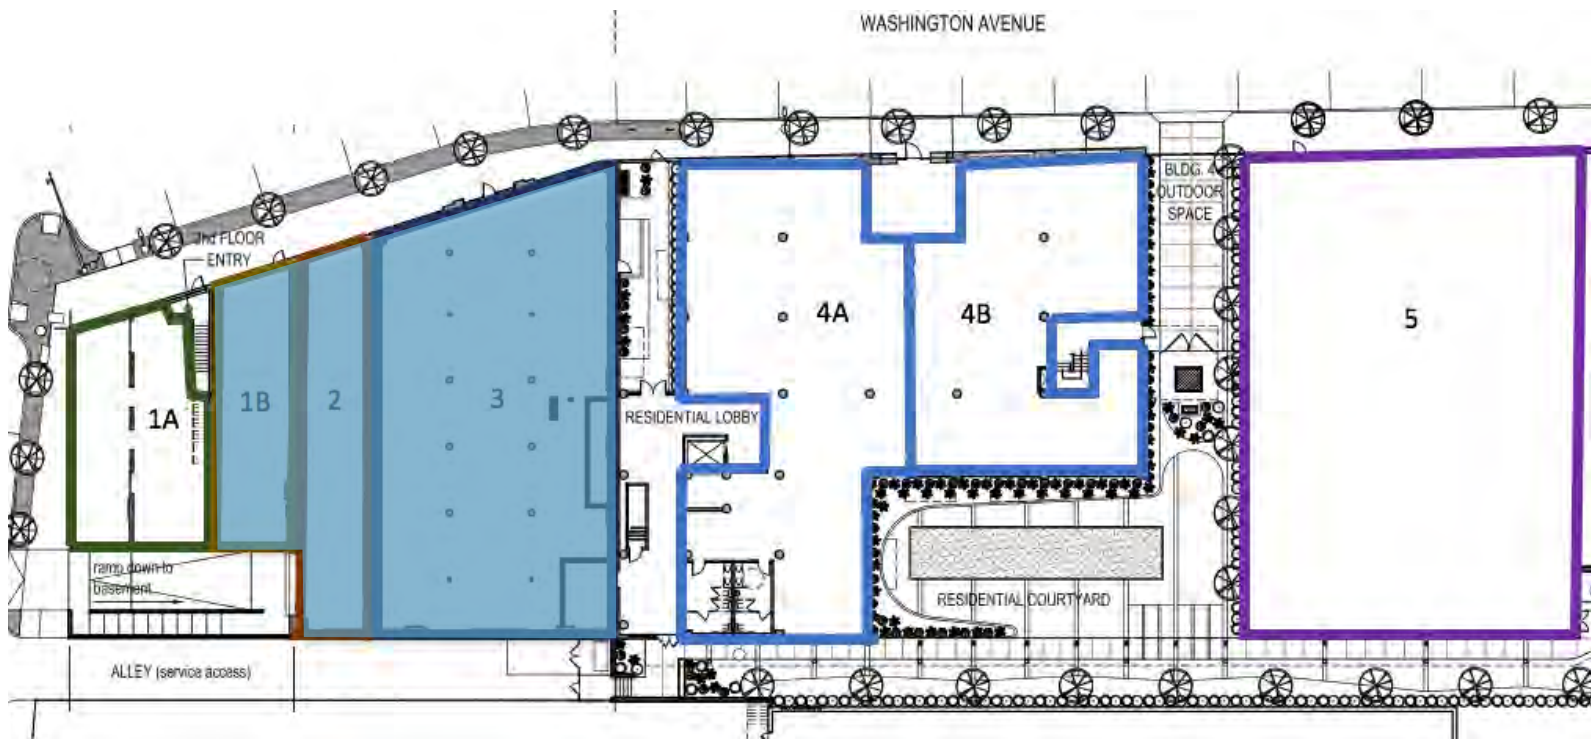 WASHINGTON AVENUE
BLDG. 4
OUTDOOR
SPACE
2nd FLOOR
ENTRY
4A
4B
5
1A
1B
2
3
RESIDENTIAL LOBBY
ramp down to
basement
RESIDENTIAL COURTYARD
ALLEY (service access)